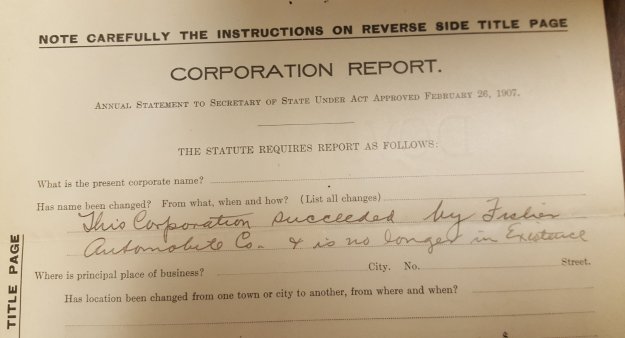 NOTE CAREFULLY THE INSTRUCTIONS ON REVERSE SIDE TITLE PAGE
CORPORATION REPORT.
ANNUAL STATEMENT TO SECRETARY OF STATE UNDER ACT APPROVED FEBRUARY 26, 1907.
THE STATUTE REQUIRES REPORT AS FOLLOWS:
What is the present corporate name?
Has name been changed? From what, when and how? (List all changes)
This Corporation succeeded by Fisher
Automobile Co. & is no longer in Existence
Where is principal place of business? City. No. Street.
Has location been changed from one town or city to another, from where and when?
$
TITLE PAGE